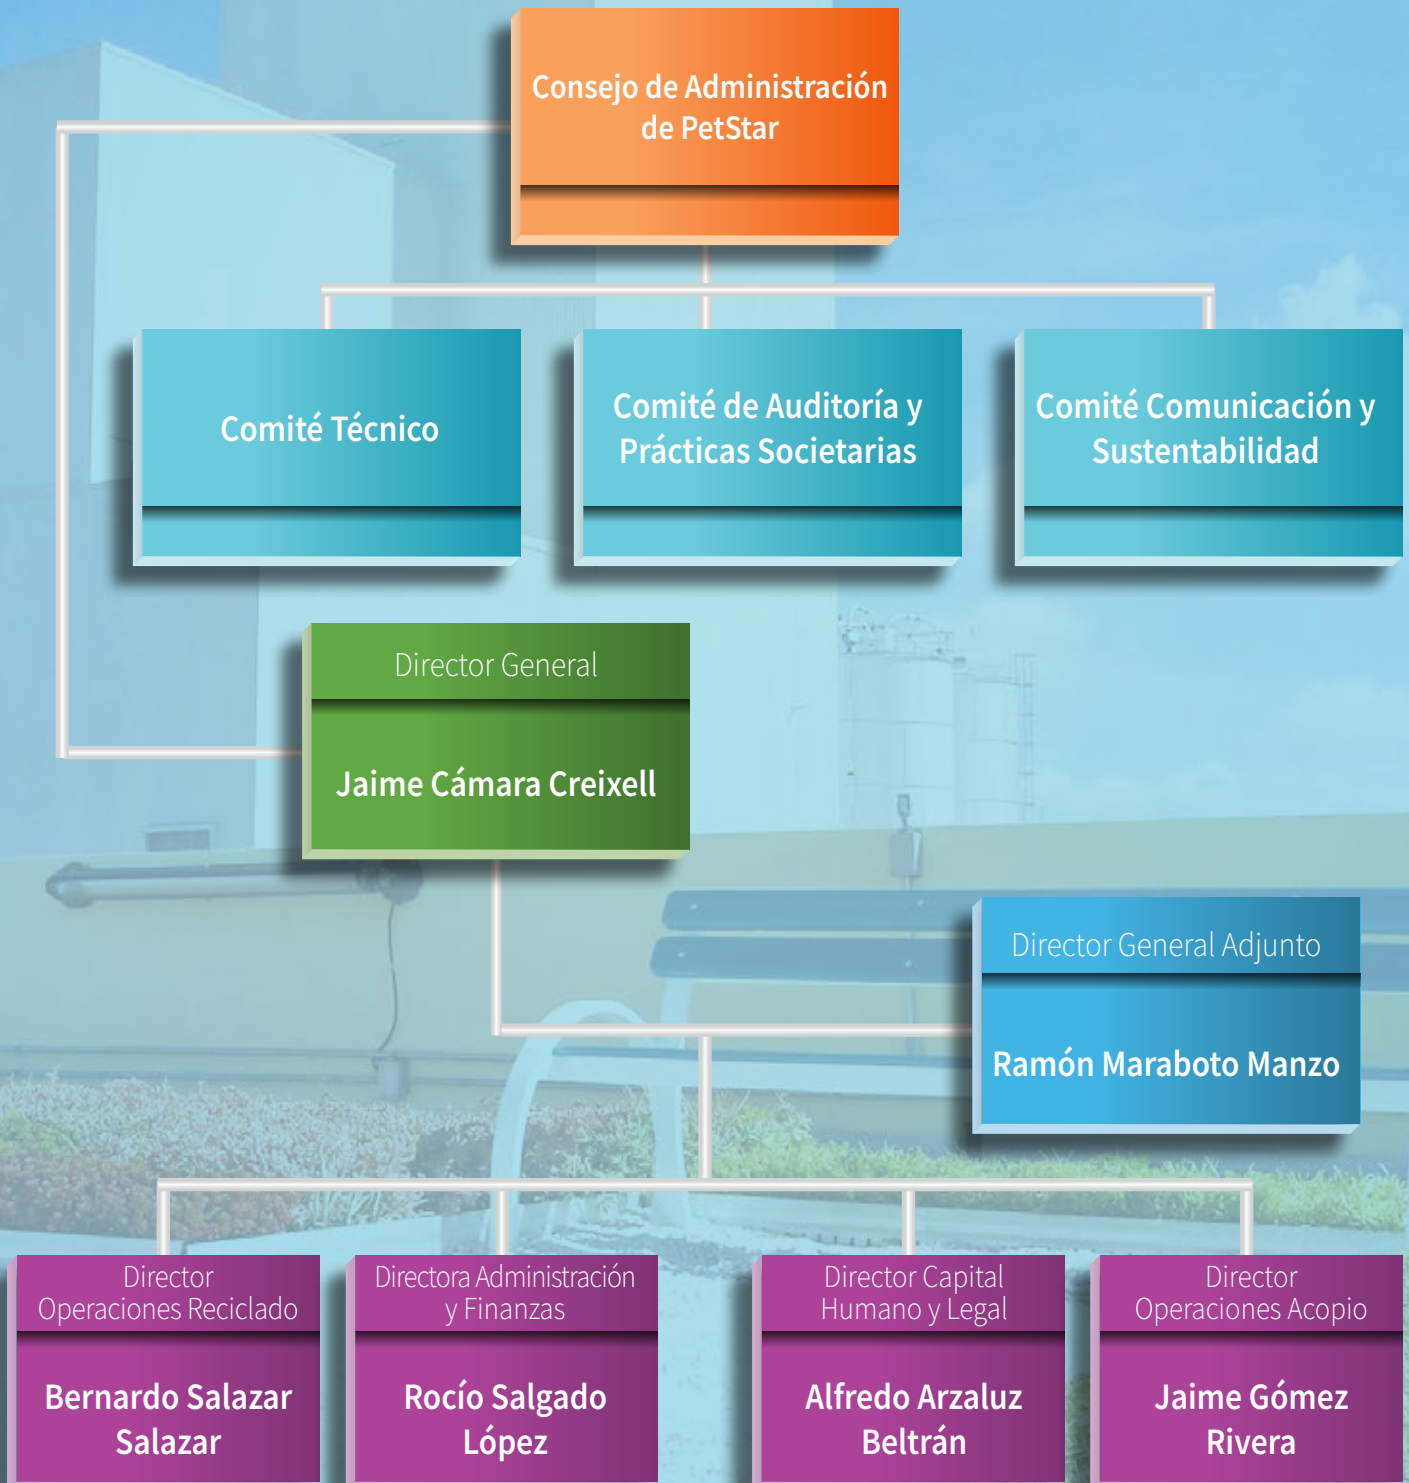 Consejo de Administración
de PetStar
Comité Técnico
Comité de Auditoría y
Prácticas Societarias
Comité Comunicación y
Sustentabilidad
Director General
Jaime Cámara Creixell
Director General Adjunto
Ramón Maraboto Manzo
Director
Operaciones Reciclado
Bernardo Salazar
Salazar
Directora Administración
y Finanzas
Rocío Salgado
López
Director Capital
Humano y Legal
Alfredo Arzaluz
Beltrán
Director
Operaciones Acopio
Jaime Gómez
Rivera